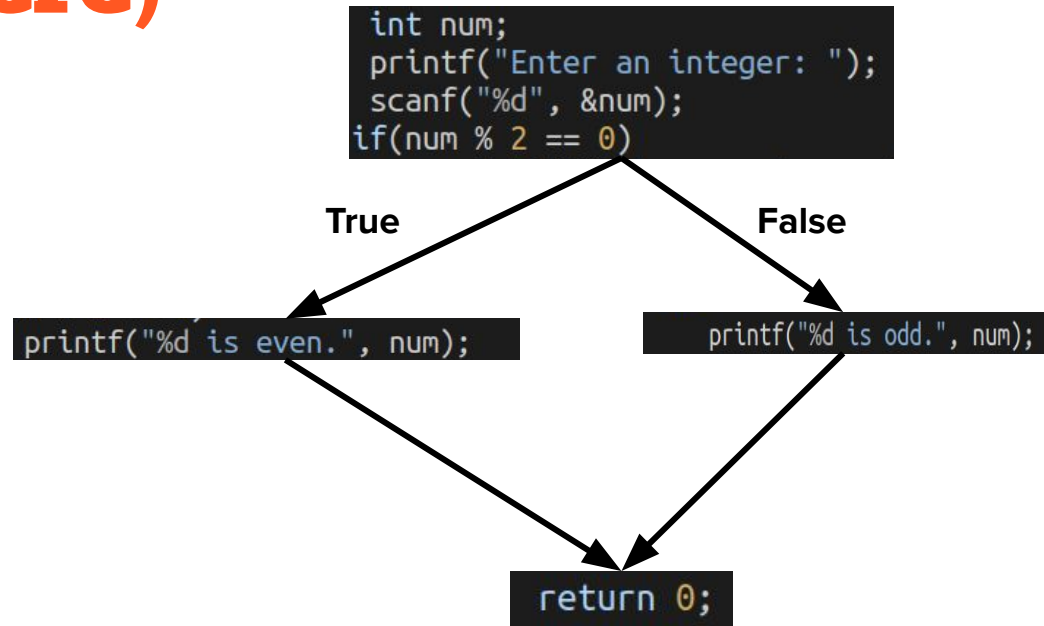 int num;
printf("Enter an integer: ");
scanf("%d", &num);
if(num % 2 == 0)
True
False
printf("%d is even.", num);
printf("%d is odd.", num);
return 0;